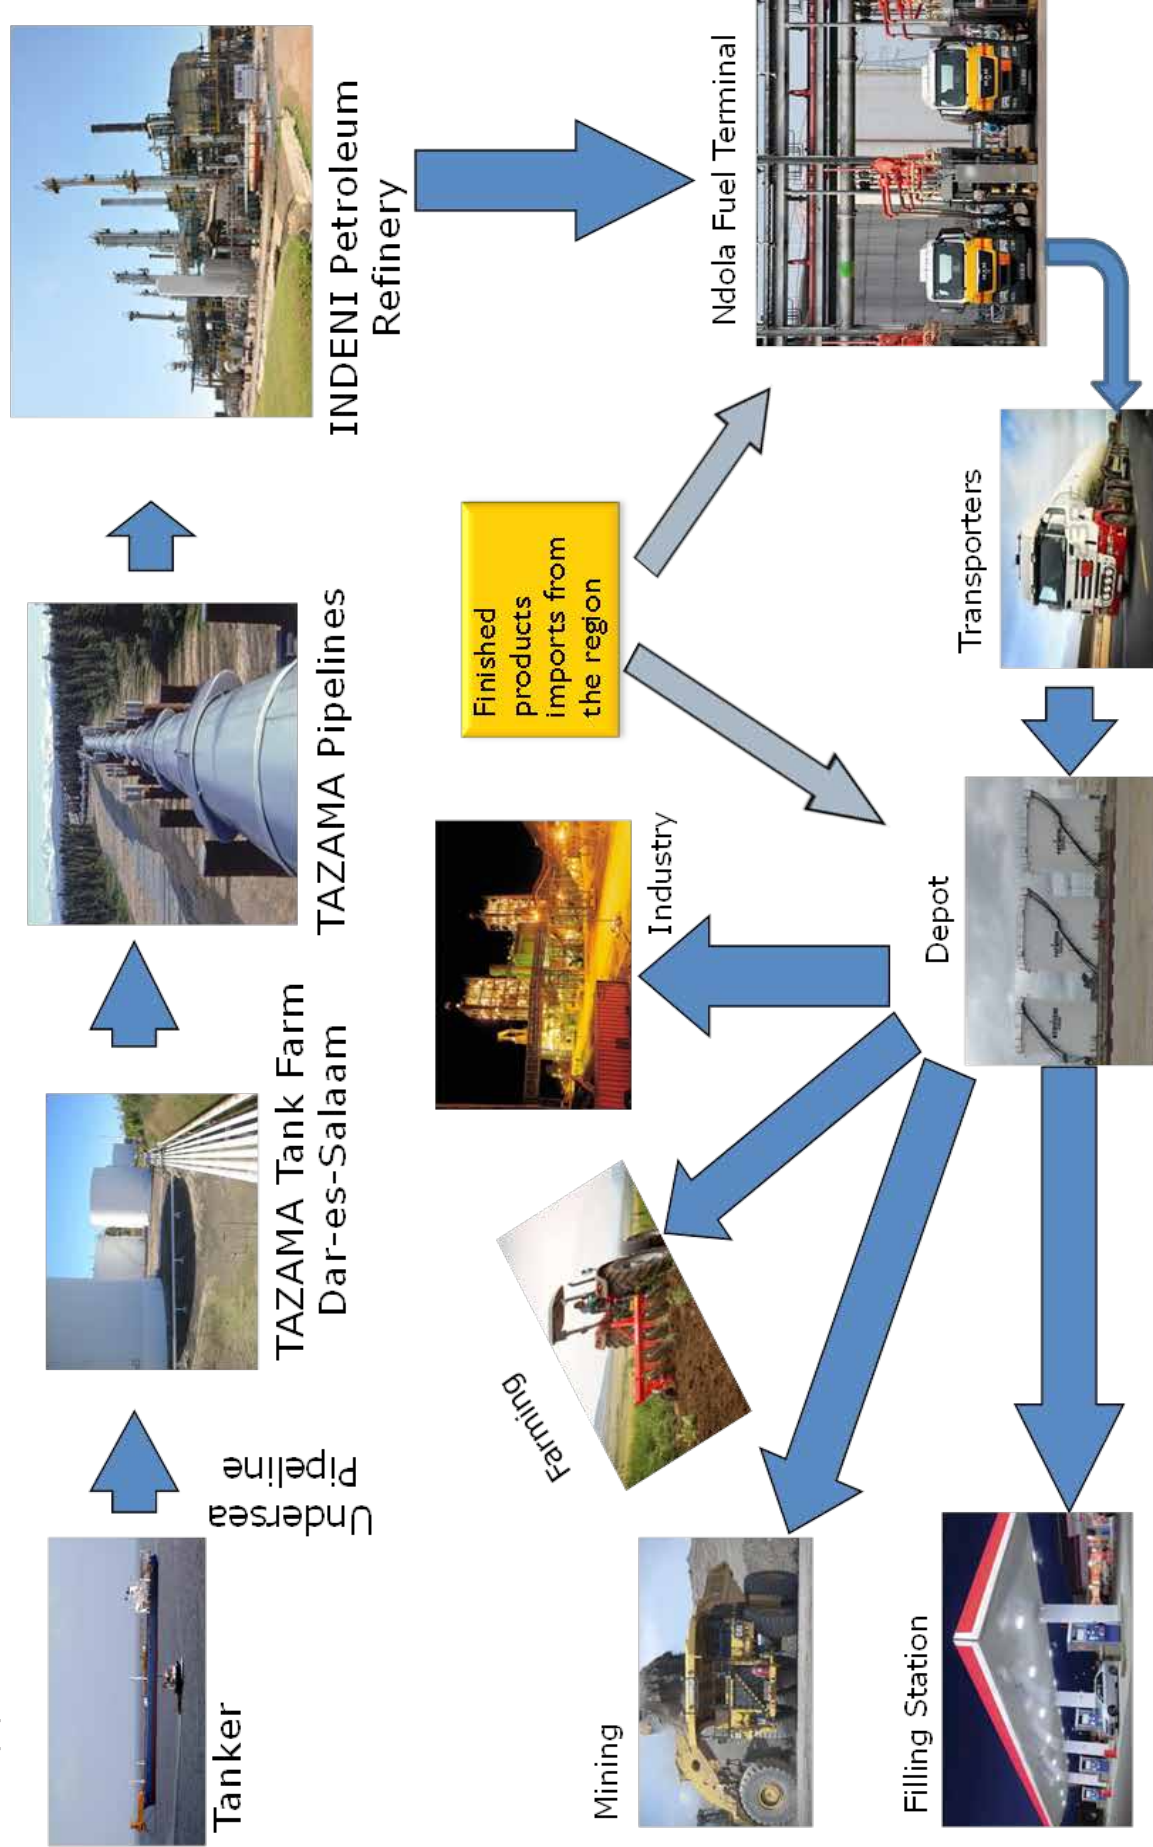 Tanker
Undersea
Pipeline
TAZAMA Tank Farm
Dar-es-Salaam
TAZAMA Pipelines
INDENI Petroleum
Refinery
Finished
products
imports from
the region
Ndola Fuel Terminal
Farming
Industry
Mining
Filling Station
Depot
Transporters